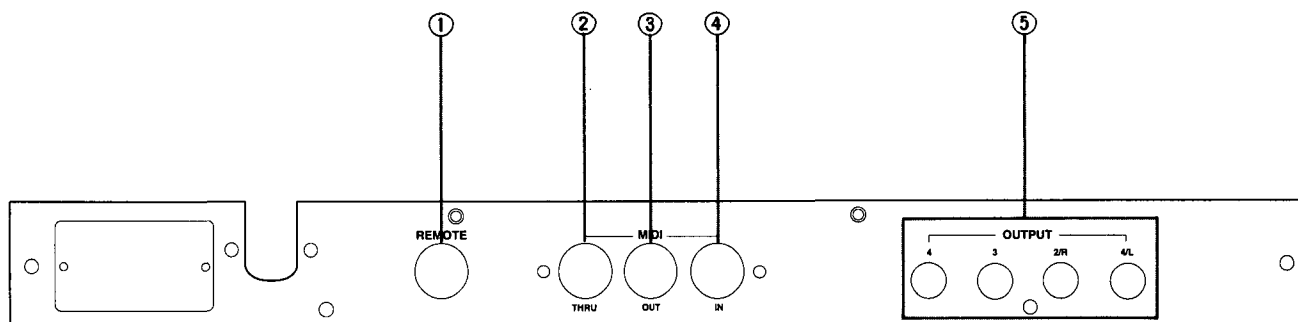 ① ② ③ ④ ⑤
REMOTE MIDI OUTPUT
4 3 2/R 4/L
THRU OUT IN